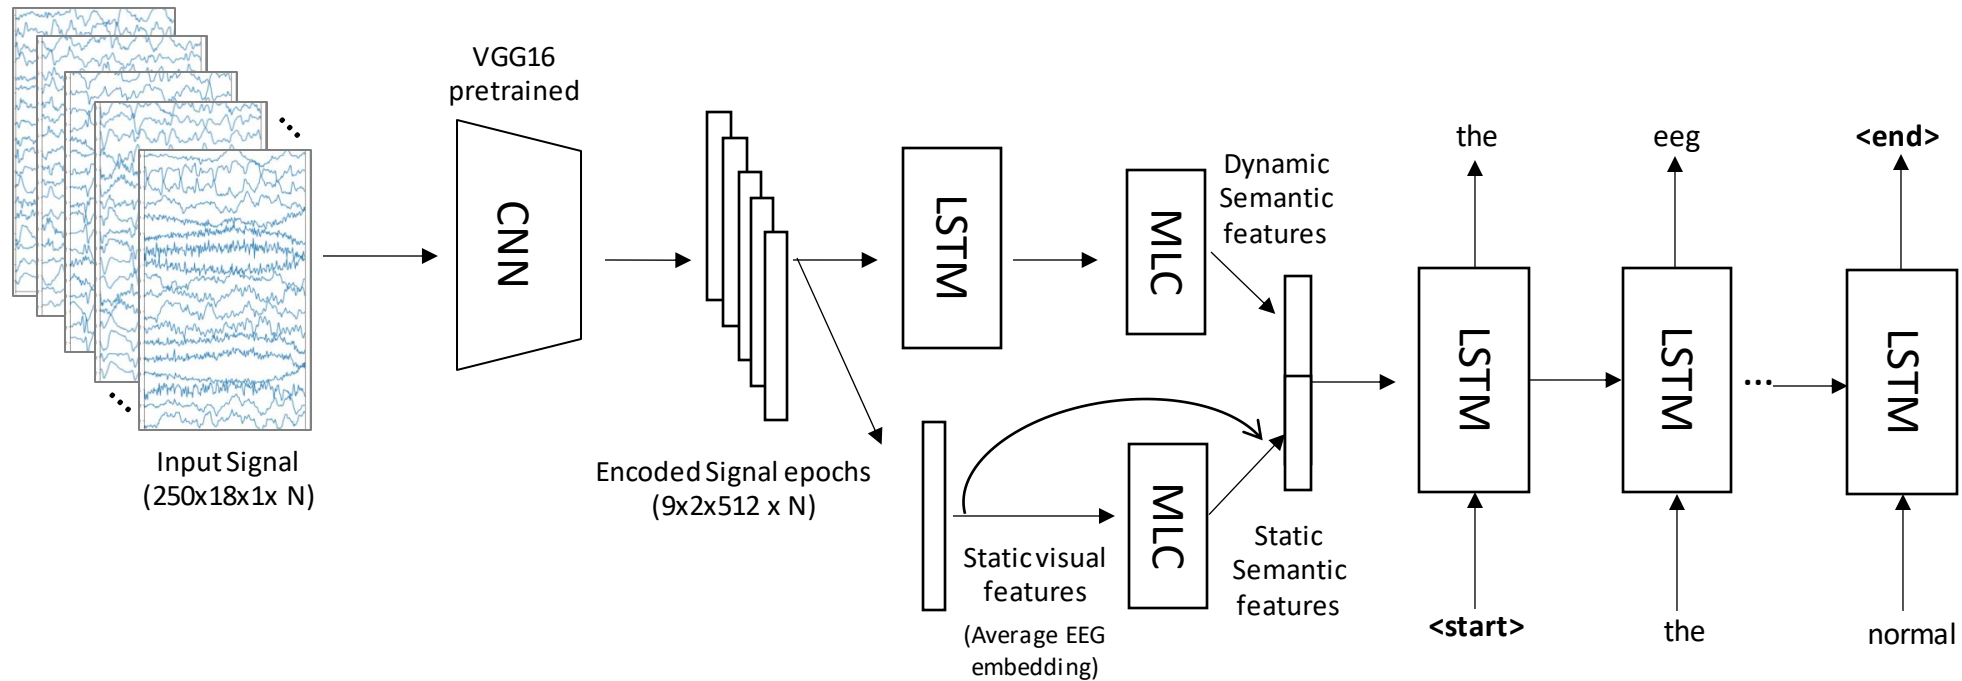 VGG16
pretrained
CNN
Input Signal
(250x18x1x N)
Encoded Signal epochs
(9x2x512 x N)
LSTM
MLC
Dynamic
Semantic
features
Static visual
features
(Average EEG
embedding)
MLC
Static
Semantic
features
the
eeg
<end>
LSTM
LSTM
...
LSTM
<start>
the
normal